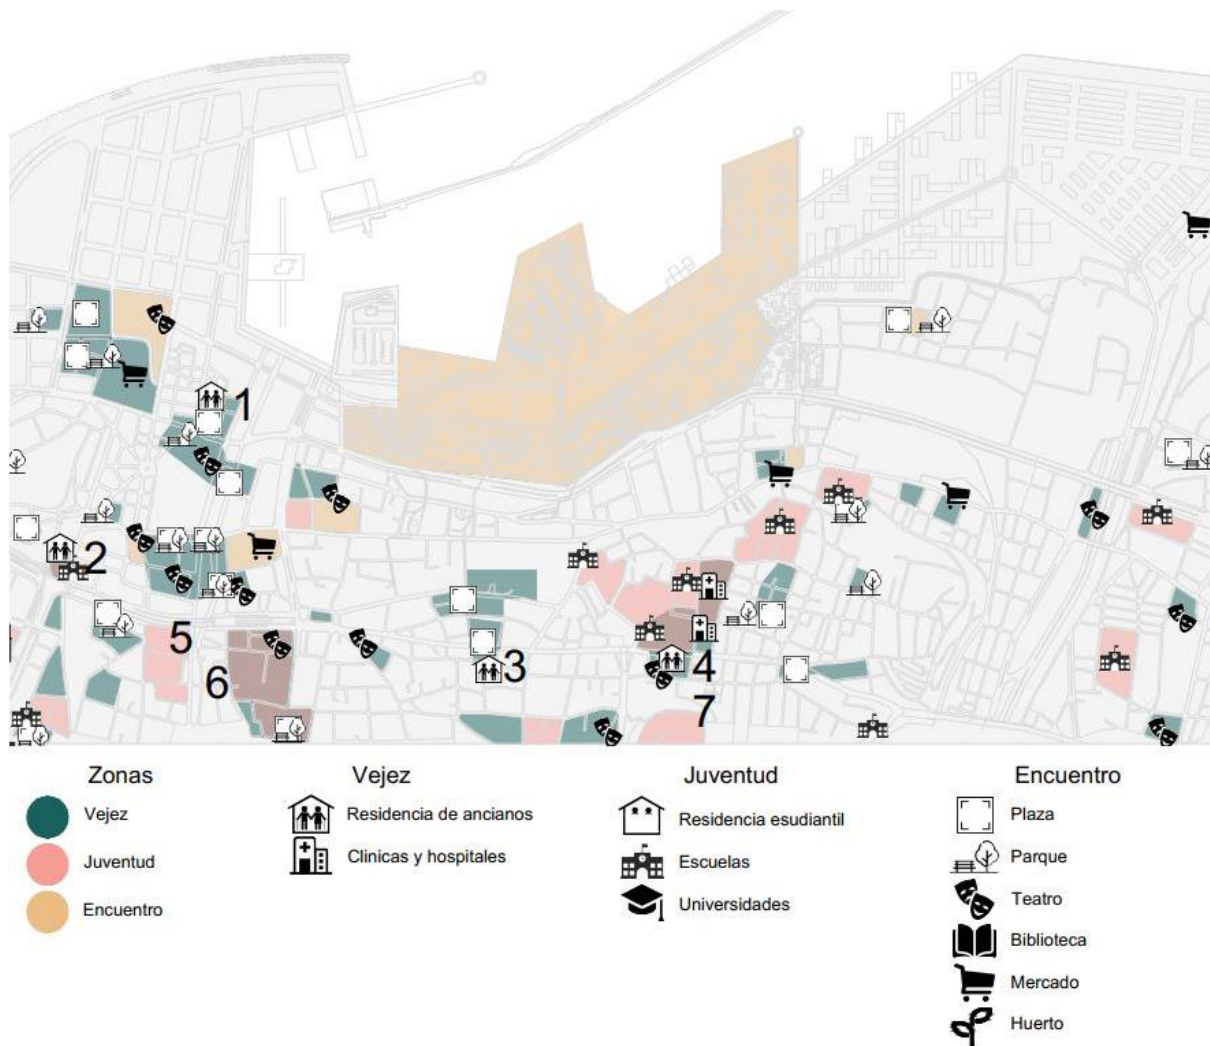 1
2
3
4
5
6
7
Zonas
Vejez
Juventud
Encuentro
Vejez
Residencia de ancianos
Clinicas y hospitales
Juventud
Residencia esudiantil
Escuelas
Universidades
Encuentro
Plaza
Parque
Teatro
Biblioteca
Mercado
Huerto